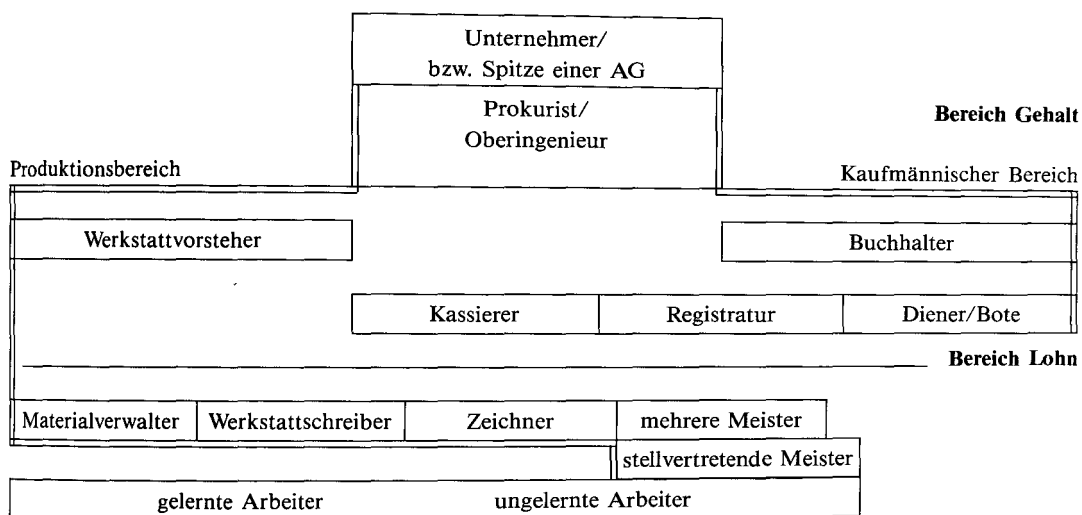 Unternehmer/
bzw. Spitze einer AG
Prokurist/
Oberingenieur
Bereich Gehalt
Produktionsbereich
Kaufmännischer Bereich
Werkstattvorsteher
Buchhalter
Kassierer
Registratur
Diener/Bote
Bereich Lohn
Materialverwalter
Werkstattschreiber
Zeichner
mehrere Meister
stellvertretende Meister
gelernte Arbeiter
ungelernte Arbeiter